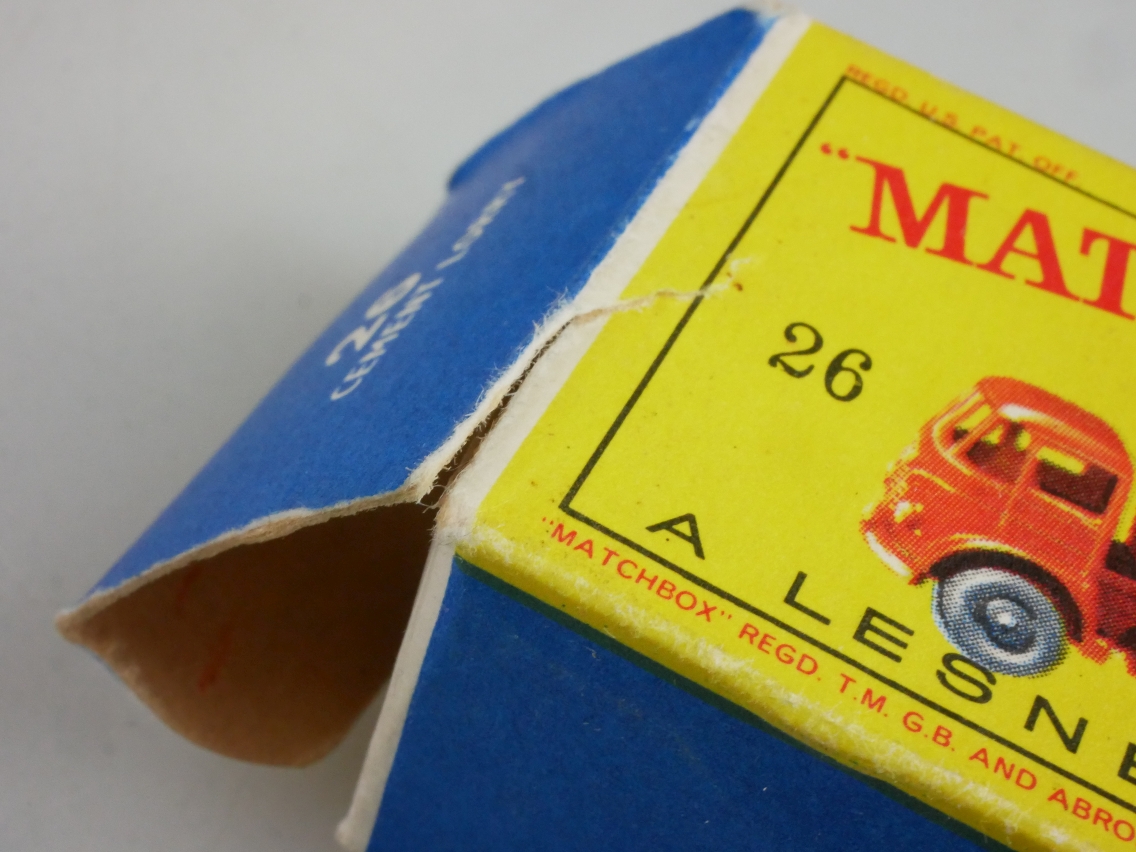 REGD. U.S. PAT. OFF
"MAT
26
A LESNE
"MATCHBOX" REGD. T.M. G.B. AND ABRO
26
CEMENT LORRY